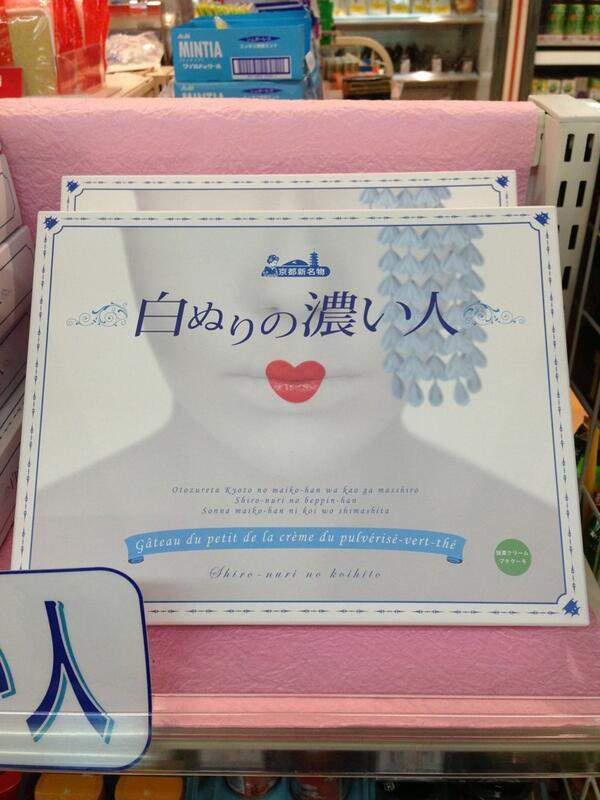 Asahi
MINTIA
京都新名物
白ぬりの濃い人
Otozureta Kyoto no maiko-han wa kao ga masshiro
Shiro-nuri no beppin-han
Sonna maiko-han ni koi wo shimashita
Gâteau du petit de la crème du pulvérisé-vert-thé
抹茶クリーム
プチケーキ
Shiro-nuri no koihito
人